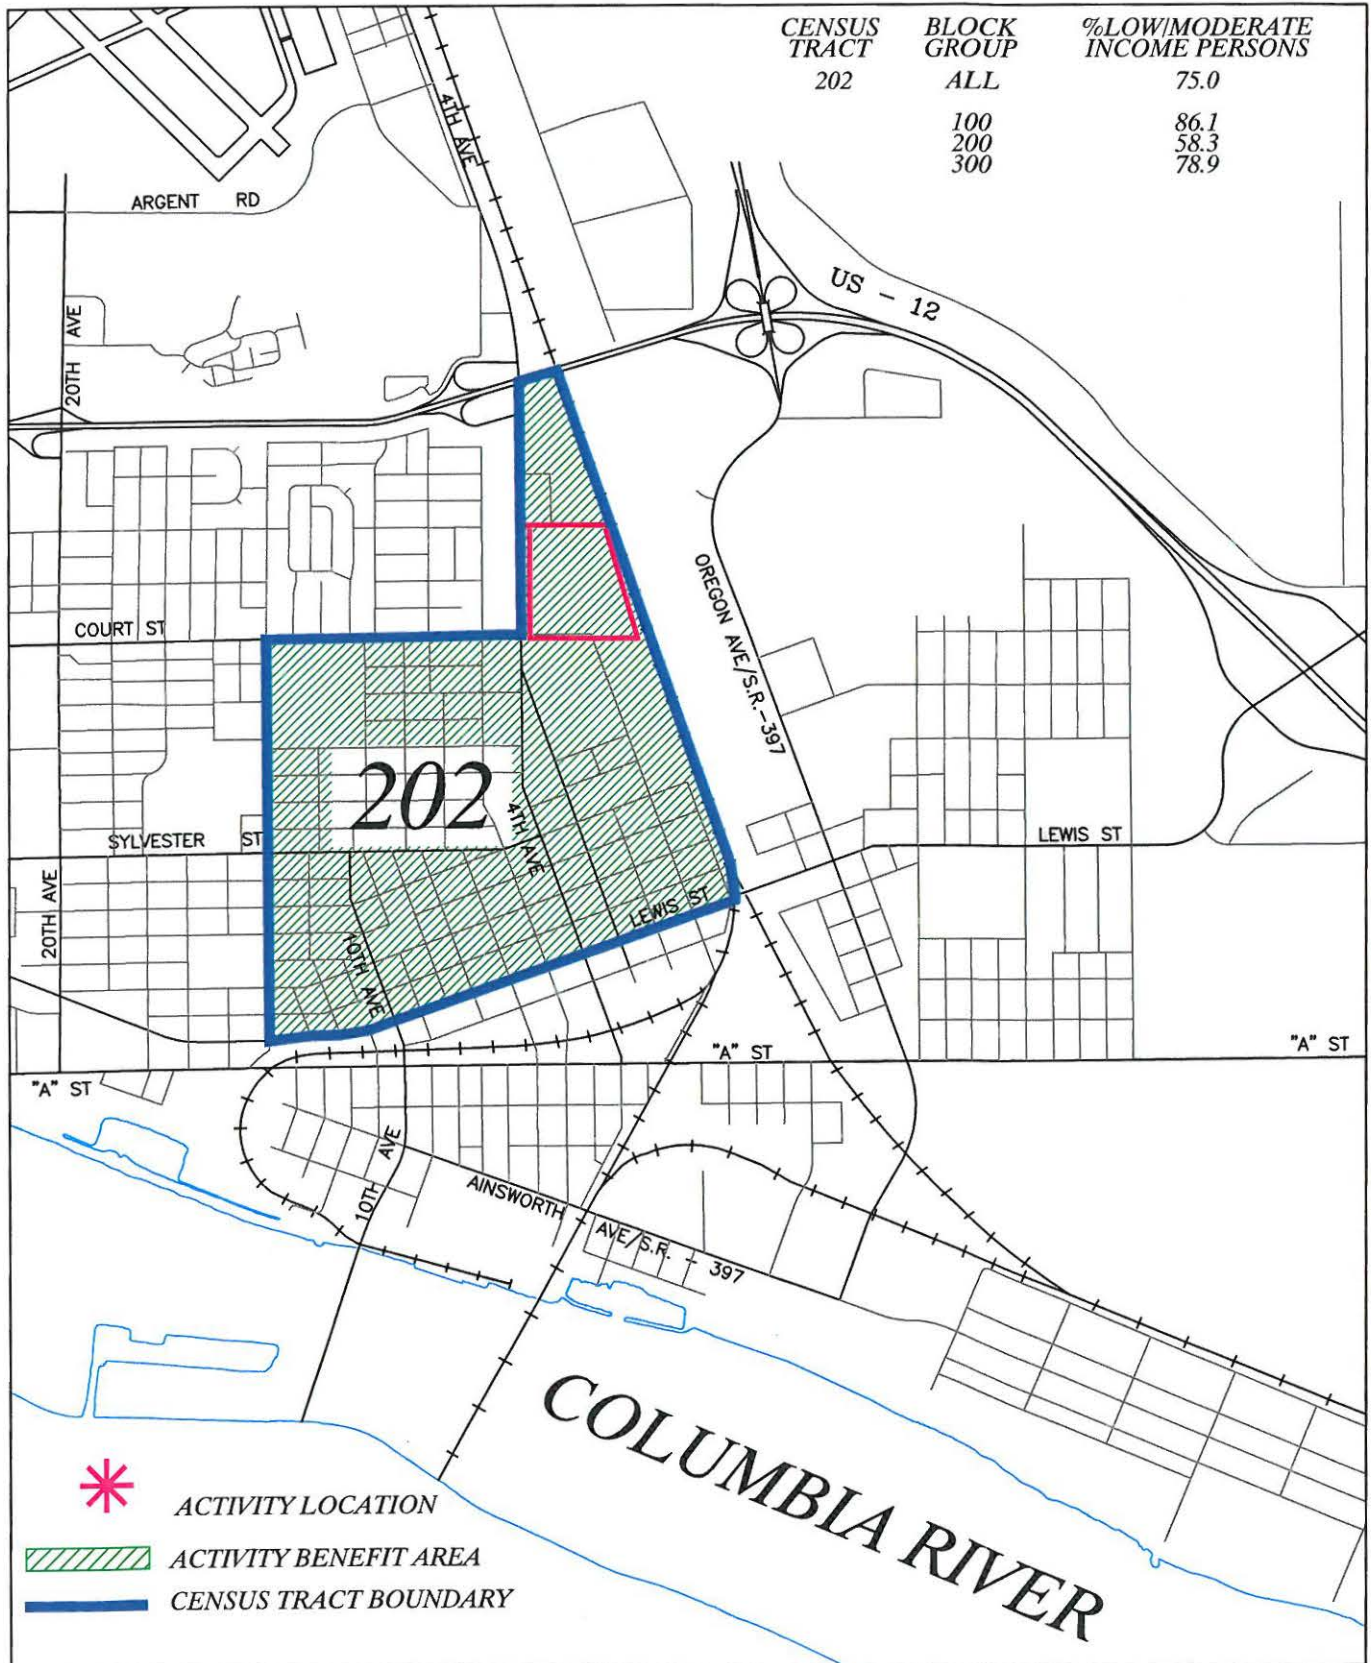 CENSUS TRACT BLOCK GROUP %LOW/MODERATE INCOME PERSONS
202 ALL 75.0
100 86.1
200 58.3
300 78.9
4TH AVE
ARGENT RD
US - 12
20TH AVE
COURT ST
OREGON AVE/S.R.-397
202
4TH AVE
SYLVESTER ST
LEWIS ST
20TH AVE
LEWIS ST
10TH AVE
"A" ST
"A" ST
"A" ST
10TH AVE
AINSWORTH AVE/S.R. - 397
COLUMBIA RIVER
ACTIVITY LOCATION
ACTIVITY BENEFIT AREA
CENSUS TRACT BOUNDARY